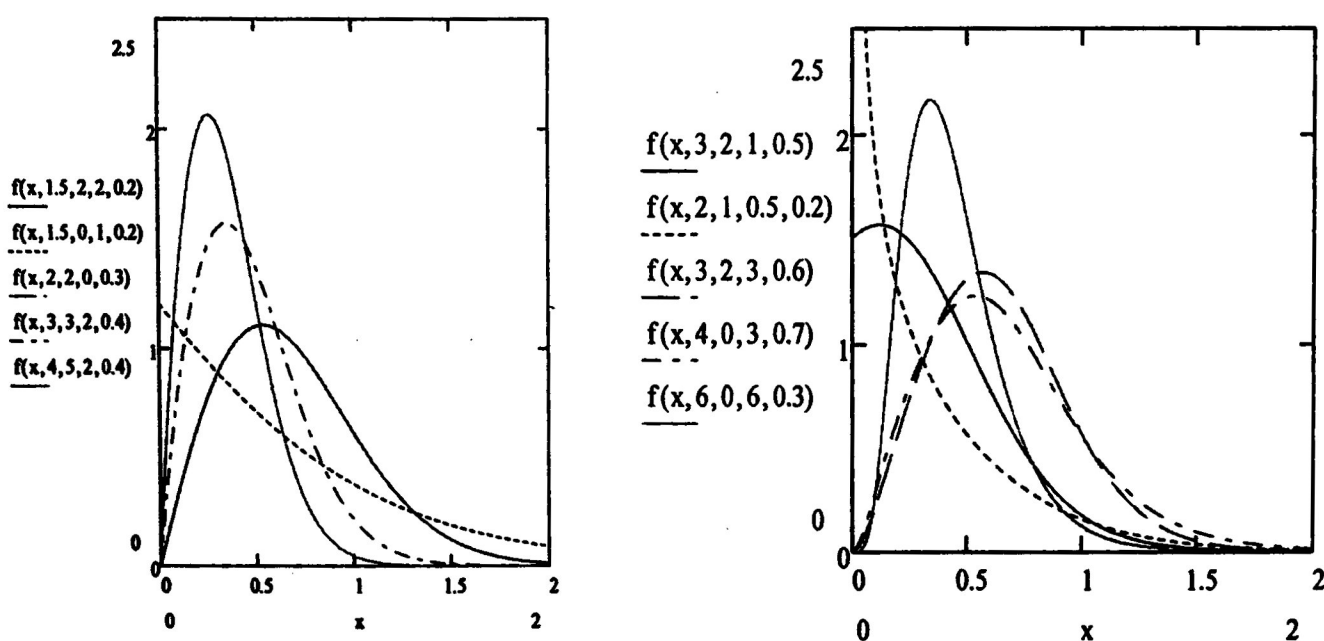 2.5
2
f(x,1.5,2,2,0.2)
f(x,1.5,0,1,0.2)
f(x,2,2,0,0.3)
f(x,3,3,2,0.4)
f(x,4,5,2,0.4)
1
0
0 0.5 1 1.5 2
0 x 2
2.5
2
f(x,3,2,1,0.5)
f(x,2,1,0.5,0.2)
f(x,3,2,3,0.6)
f(x,4,0,3,0.7)
f(x,6,0,6,0.3)
1
0
0
0 0.5 1 1.5 2
0 x 2